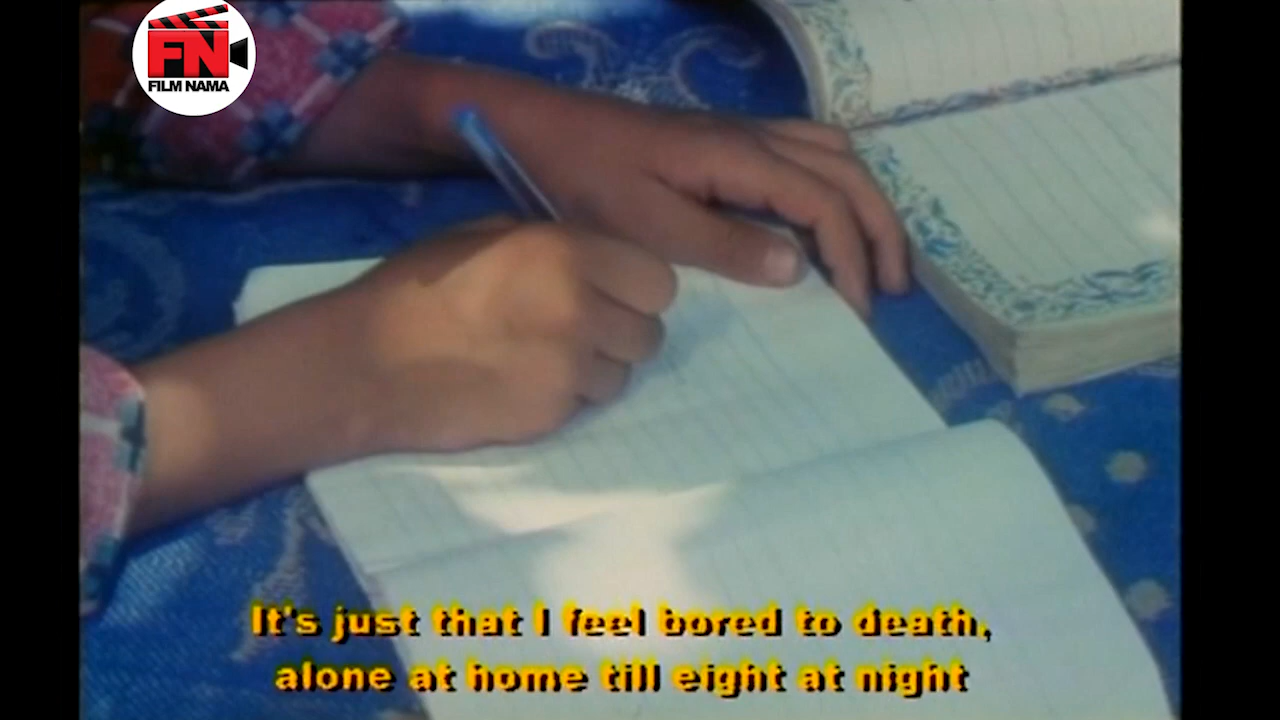 FN
FILM NAMA
It's just that I feel bored to death,
alone at home till eight at night